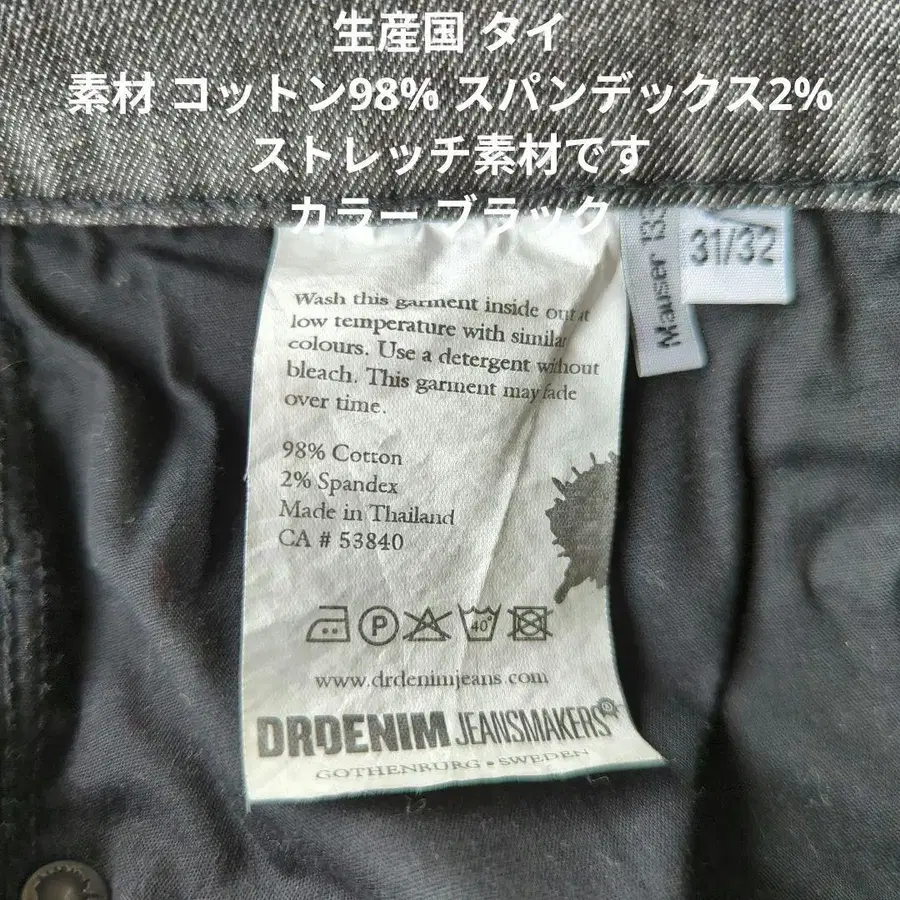 生産国 タイ
素材 コットン98% スパンデックス2%
ストレッチ素材です
カラー ブラック
Mauser 133
31/32
Wash this garment inside out at
low temperature with similar
colours. Use a detergent without
bleach. This garment may fade
over time.
98% Cotton
2% Spandex
Made in Thailand
CA # 53840
P
40°
www.drdenimjeans.com
DRDENIM JEANSMAKERS®
GOTHENBURG • SWEDEN